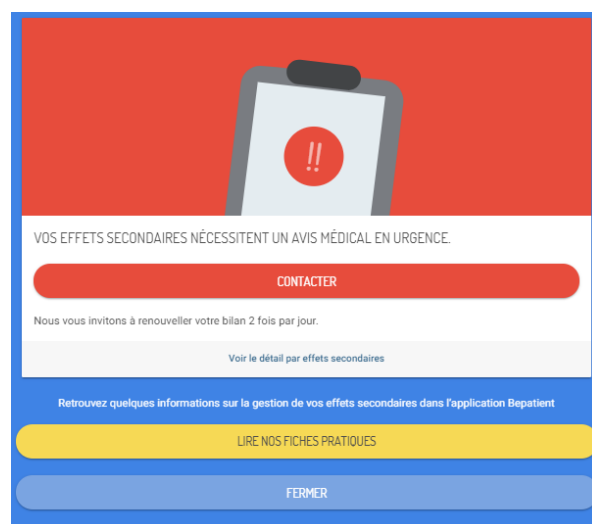 !!
VOS EFFETS SECONDAIRES NÉCESSITENT UN AVIS MÉDICAL EN URGENCE.
CONTACTER
Nous vous invitons à renouveller votre bilan 2 fois par jour.
Voir le détail par effets secondaires
Retrouvez quelques informations sur la gestion de vos effets secondaires dans l'application Bepatient
LIRE NOS FICHES PRATIQUES
FERMER